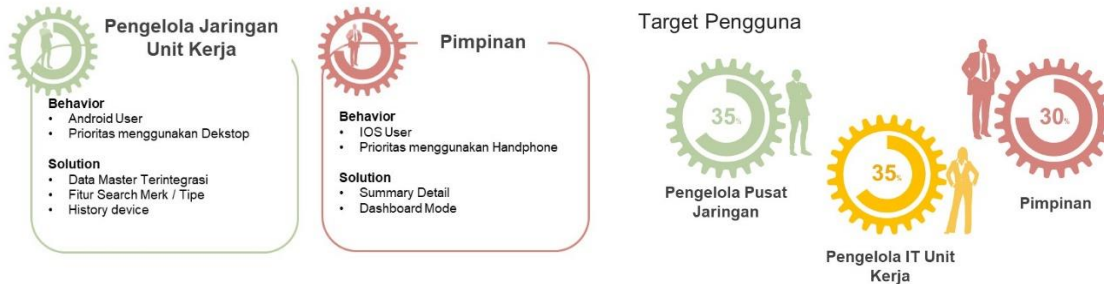 Pengelola Jaringan
Unit Kerja
Behavior
• Android User
• Prioritas menggunakan Dekstop
Solution
• Data Master Terintegrasi
• Fitur Search Merk / Tipe
• History device
Pimpinan
Behavior
• IOS User
• Prioritas menggunakan Handphone
Solution
• Summary Detail
• Dashboard Mode
Target Pengguna
35%
Pengelola Pusat
Jaringan
35%
Pengelola IT Unit
Kerja
30%
Pimpinan